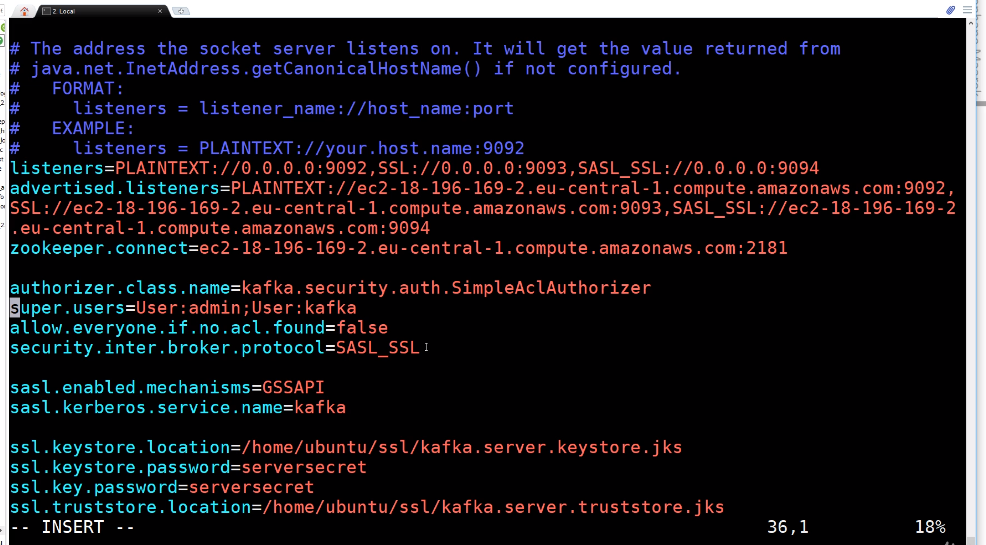 2. Local
# The address the socket server listens on. It will get the value returned from
# java.net.InetAddress.getCanonicalHostName() if not configured.
#   FORMAT:
#     listeners = listener_name://host_name:port
#   EXAMPLE:
#     listeners = PLAINTEXT://your.host.name:9092
listeners=PLAINTEXT://0.0.0.0:9092,SSL://0.0.0.0:9093,SASL_SSL://0.0.0.0:9094
advertised.listeners=PLAINTEXT://ec2-18-196-169-2.eu-central-1.compute.amazonaws.com:9092,
SSL://ec2-18-196-169-2.eu-central-1.compute.amazonaws.com:9093,SASL_SSL://ec2-18-196-169-2
.eu-central-1.compute.amazonaws.com:9094
zookeeper.connect=ec2-18-196-169-2.eu-central-1.compute.amazonaws.com:2181
authorizer.class.name=kafka.security.auth.SimpleAclAuthorizer
super.users=User:admin;User:kafka
allow.everyone.if.no.acl.found=false
security.inter.broker.protocol=SASL_SSL
sasl.enabled.mechanisms=GSSAPI
sasl.kerberos.service.name=kafka
ssl.keystore.location=/home/ubuntu/ssl/kafka.server.keystore.jks
ssl.keystore.password=serversecret
ssl.key.password=serversecret
ssl.truststore.location=/home/ubuntu/ssl/kafka.server.truststore.jks
-- INSERT -- 36,1 18%